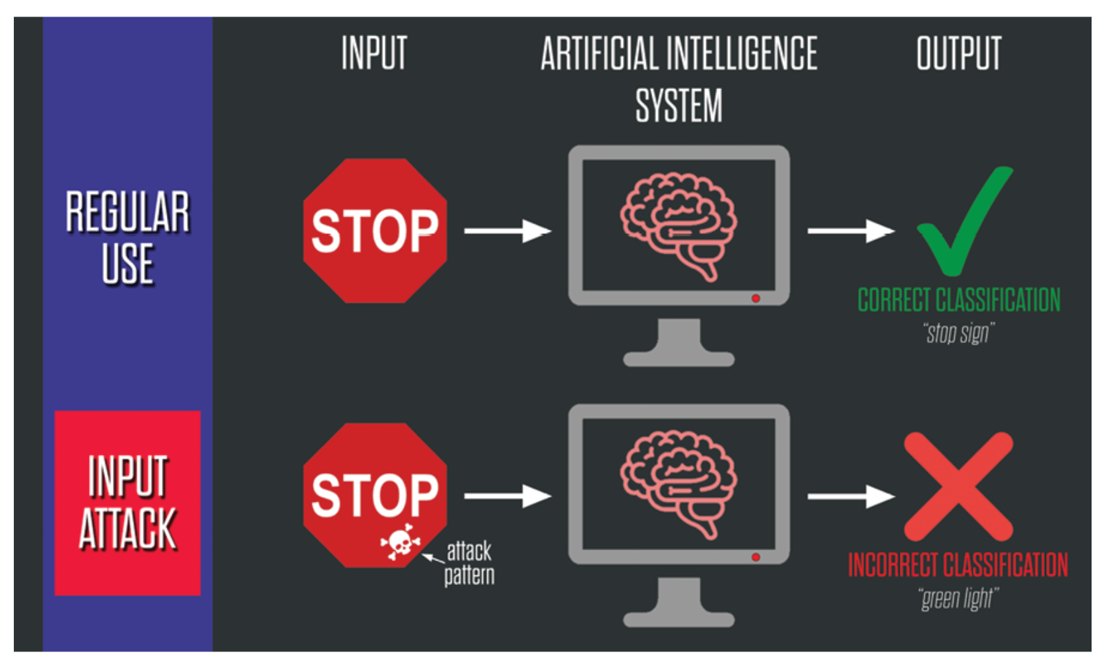 INPUT
ARTIFICIAL INTELLIGENCE
SYSTEM
OUTPUT
REGULAR
USE
STOP
CORRECT CLASSIFICATION
"stop sign"
INPUT
ATTACK
STOP
attack
pattern
INCORRECT CLASSIFICATION
"green light"